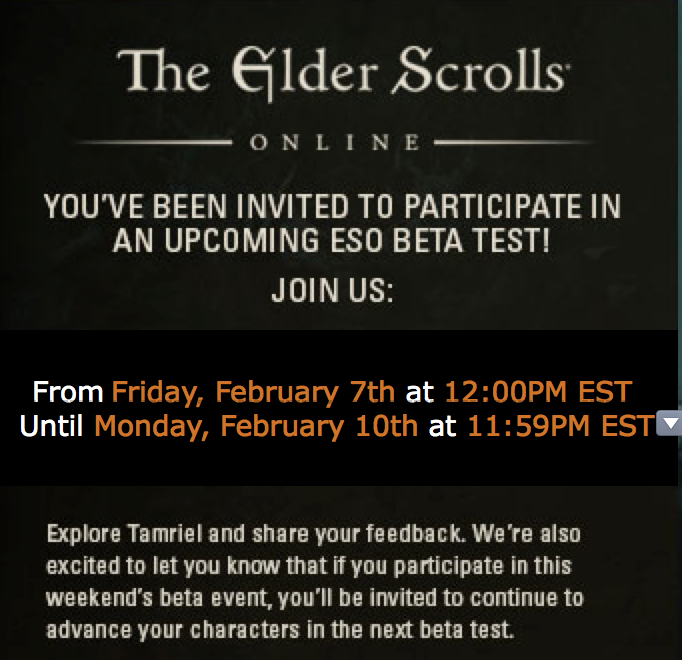 The Elder Scrolls
ONLINE
YOU'VE BEEN INVITED TO PARTICIPATE IN
AN UPCOMING ESO BETA TEST!
JOIN US:
From Friday, February 7th at 12:00PM EST
Until Monday, February 10th at 11:59PM EST
Explore Tamriel and share your feedback. We're also
excited to let you know that if you participate in this
weekend's beta event, you'll be invited to continue to
advance your characters in the next beta test.